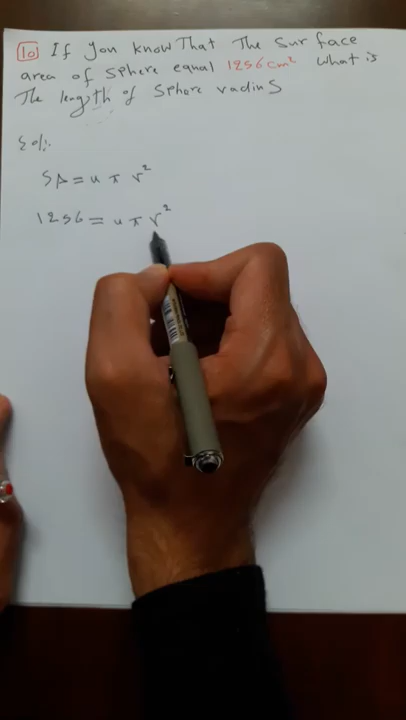 10 If you know That The Surface
area of sphere equal 1256 cm² what is
The length of sphere radius
Sol:
SA = 4 π r²
1256 = 4 π r²